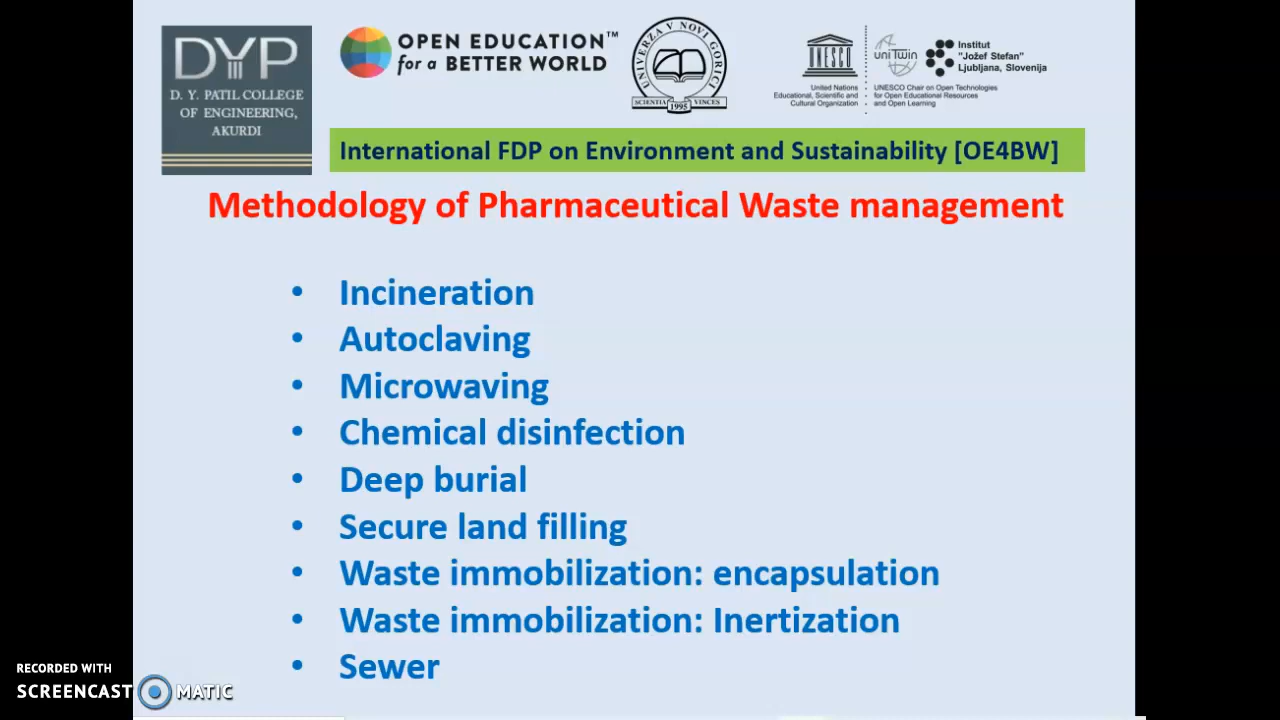 DYP
D. Y. PATIL COLLEGE
OF ENGINEERING,
AKURDI
OPEN EDUCATION™
for a BETTER WORLD
UNIVERZA V NOVI GORICI
SCIENTIA VINCES
1995
UNESCO
United Nations
Educational, Scientific and
Cultural Organization
uniTwin
Institut
"Jožef Stefan"
Ljubljana, Slovenija
UNESCO Chair on Open Technologies
for Open Educational Resources
and Open Learning
International FDP on Environment and Sustainability [OE4BW]
Methodology of Pharmaceutical Waste management
• Incineration
• Autoclaving
• Microwaving
• Chemical disinfection
• Deep burial
• Secure land filling
• Waste immobilization: encapsulation
• Waste immobilization: Inertization
• Sewer
RECORDED WITH
SCREENCAST MATIC